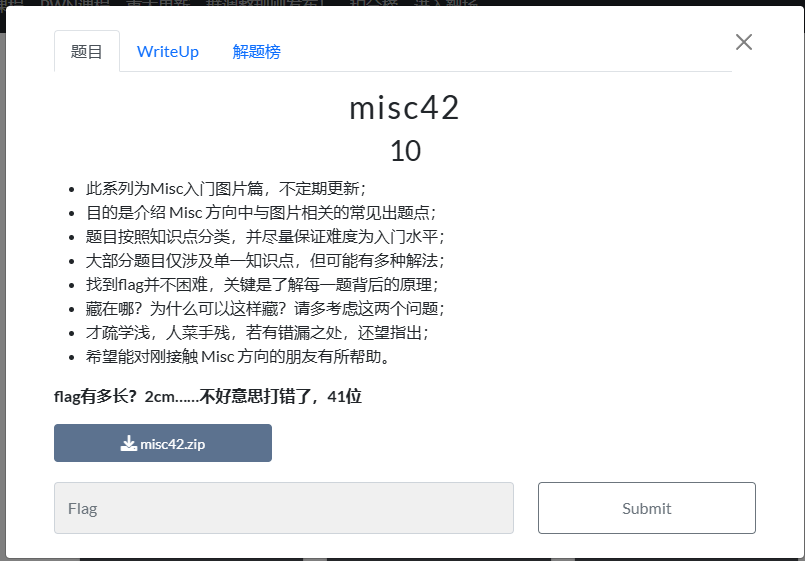 题目 WriteUp 解题榜
misc42
10
此系列为Misc入门图片篇，不定期更新；
目的是介绍 Misc 方向中与图片相关的常见出题点；
题目按照知识点分类，并尽量保证难度为入门水平；
大部分题目仅涉及单一知识点，但可能有多种解法；
找到flag并不困难，关键是了解每一题背后的原理；
藏在哪？为什么可以这样藏？请多考虑这两个问题；
才疏学浅，人菜手残，若有错漏之处，还望指出；
希望能对刚接触 Misc 方向的朋友有所帮助。
flag有多长？2cm……不好意思打错了，41位
misc42.zip
Flag Submit